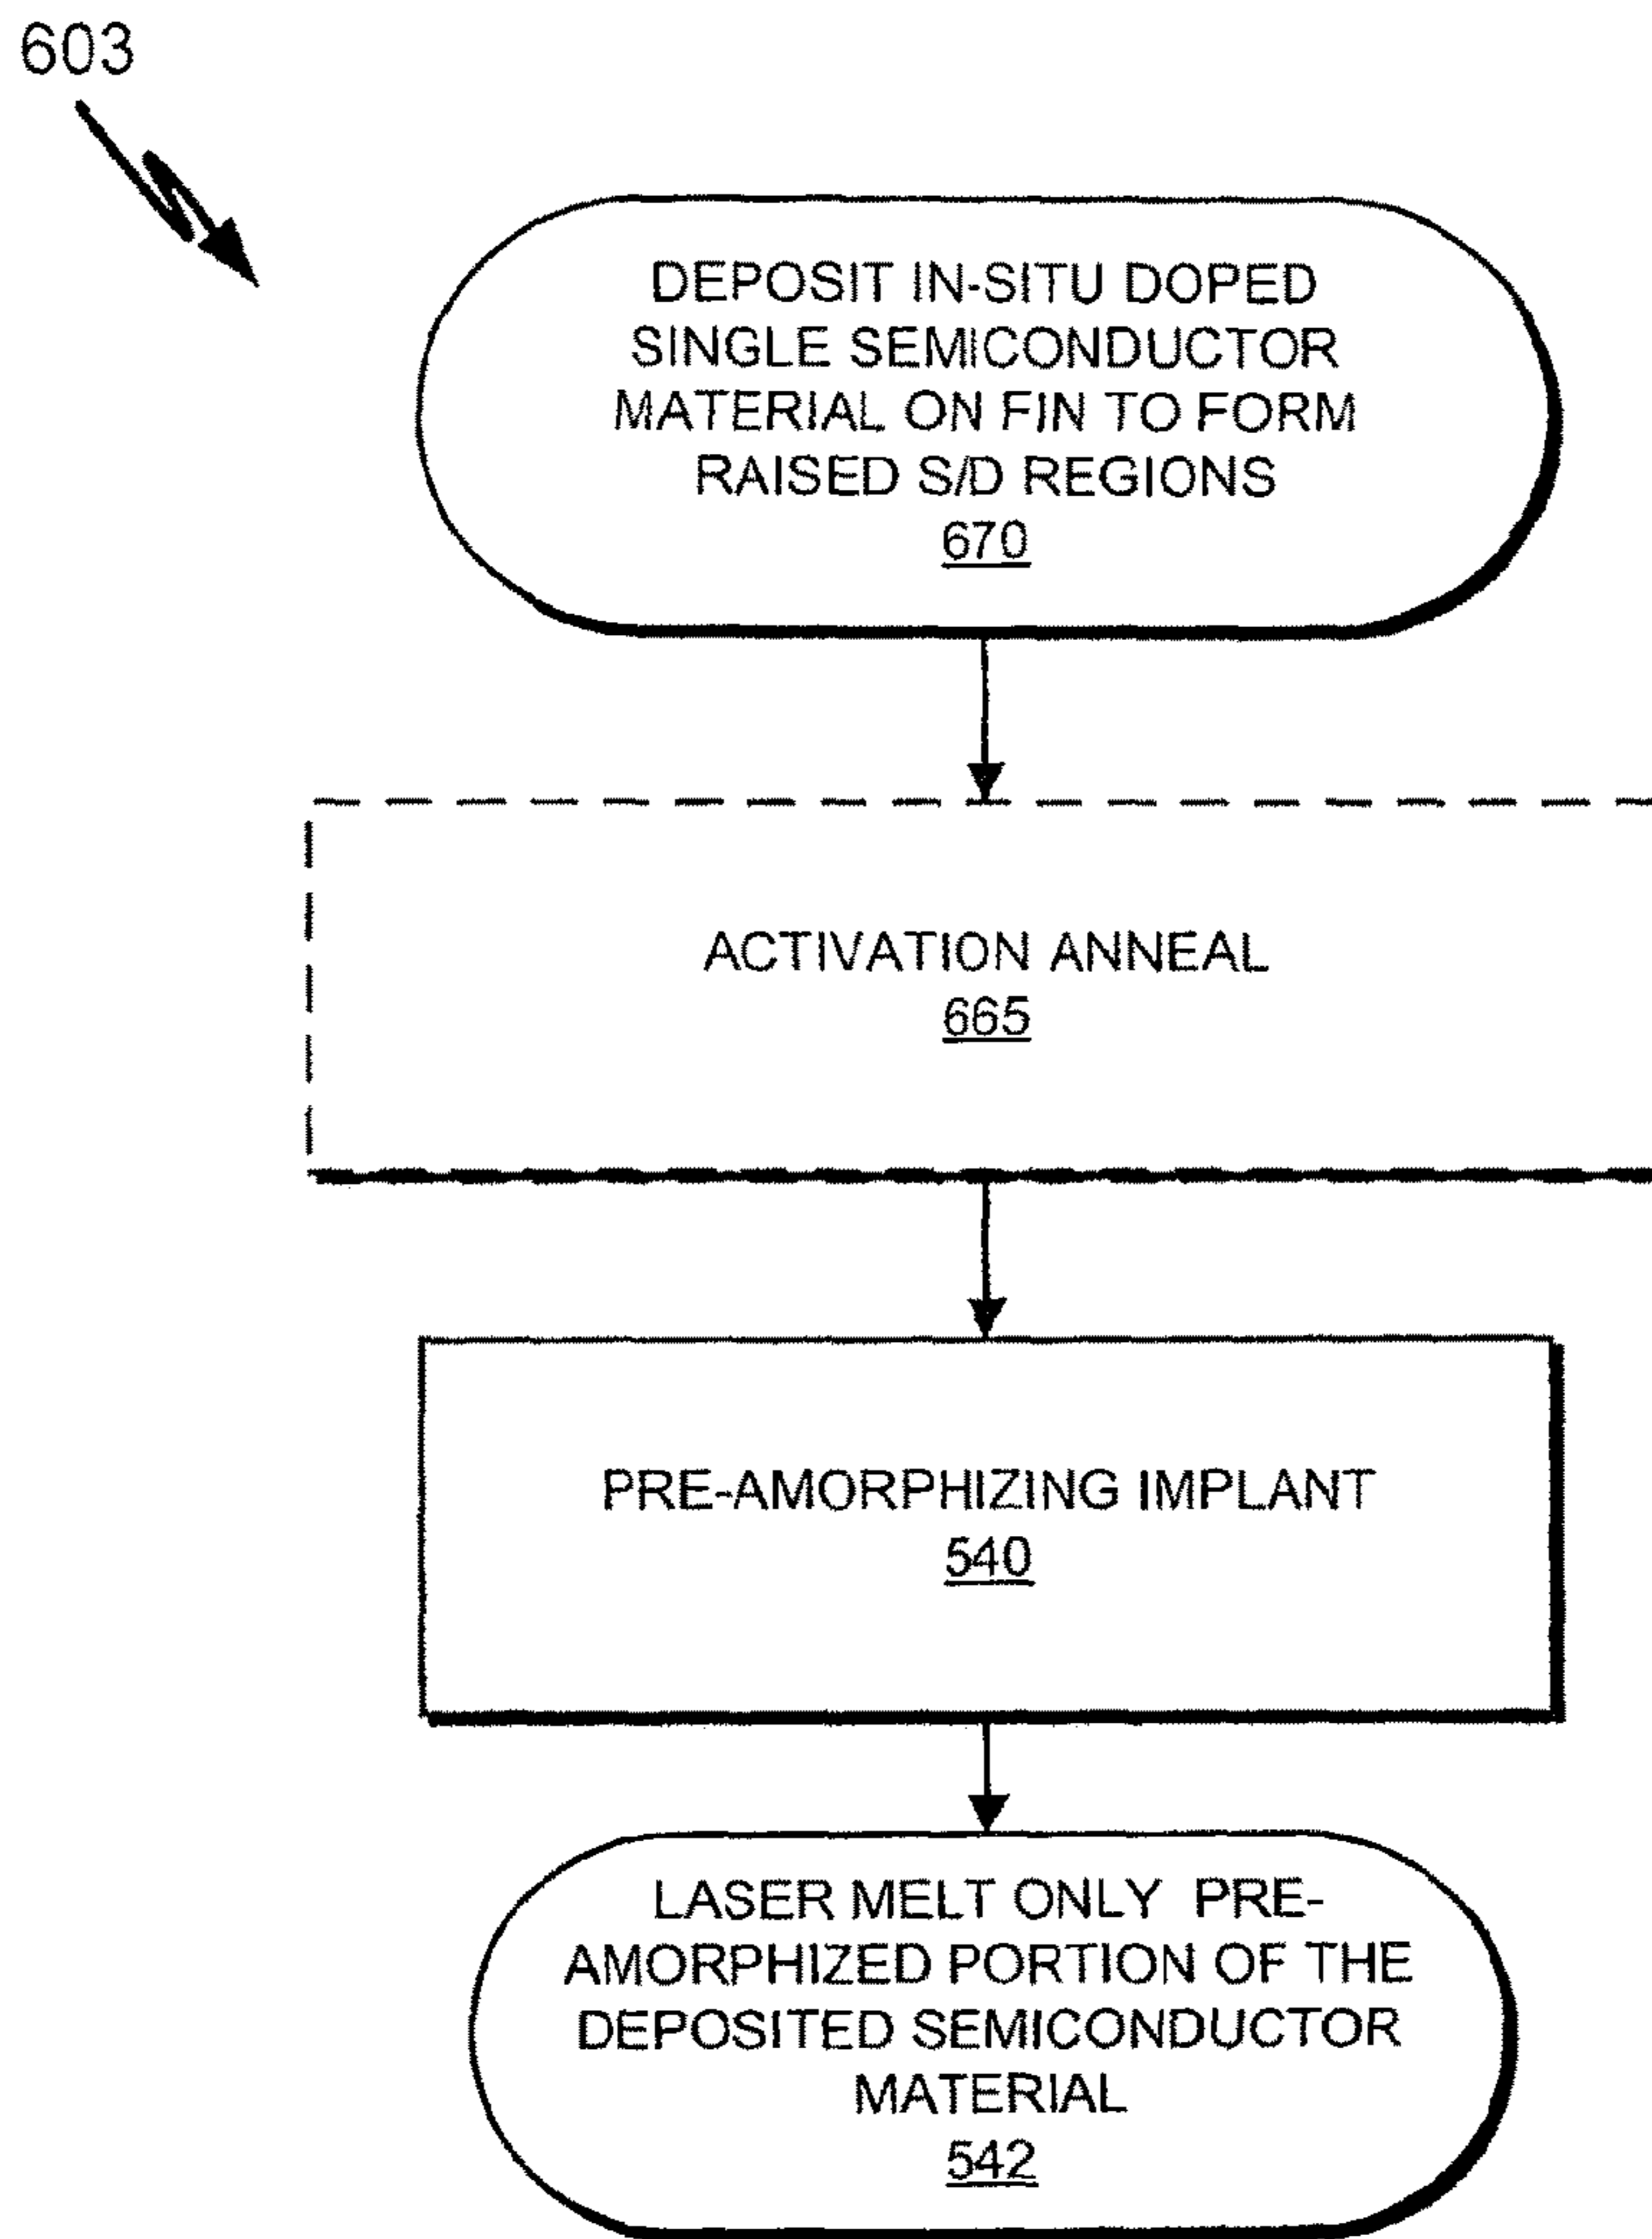 603
DEPOSIT IN-SITU DOPED
SINGLE SEMICONDUCTOR
MATERIAL ON FIN TO FORM
RAISED S/D REGIONS
670
ACTIVATION ANNEAL
665
PRE-AMORPHIZING IMPLANT
540
LASER MELT ONLY PRE-
AMORPHIZED PORTION OF THE
DEPOSITED SEMICONDUCTOR
MATERIAL
542